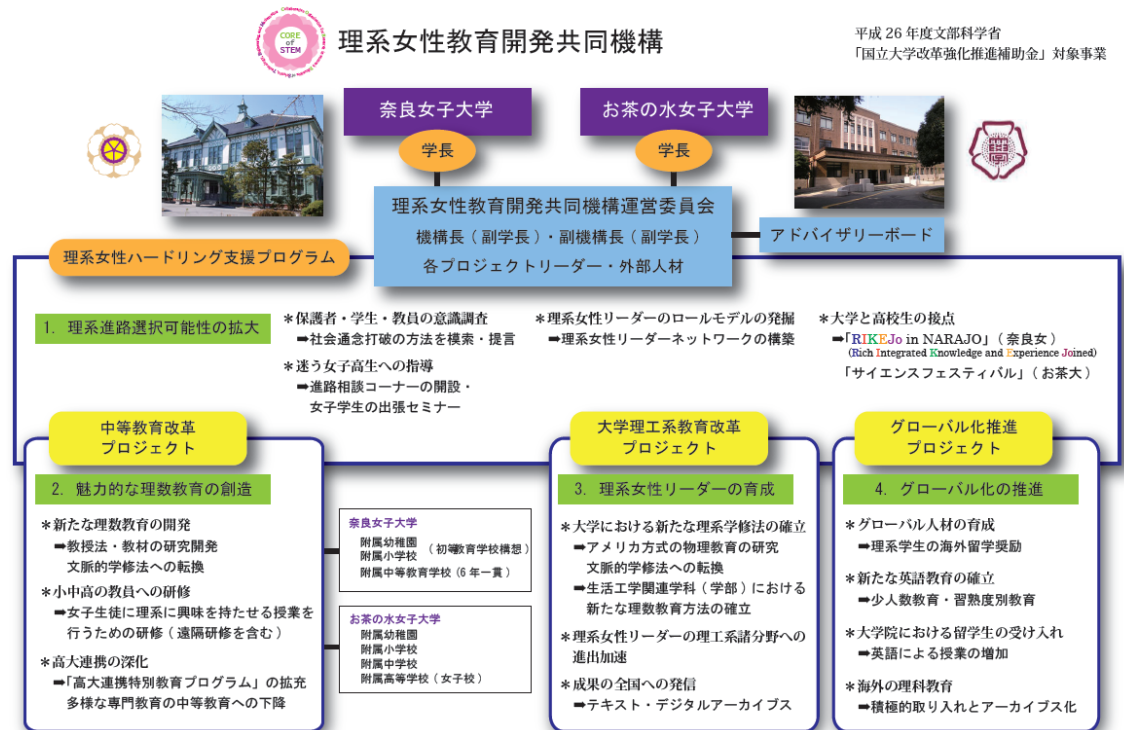 CORE
of
STEM
理系女性教育開発共同機構
平成 26 年度文部科学省
「国立大学改革強化推進補助金」対象事業
奈良女子大学
お茶の水女子大学
学長
学長
理系女性教育開発共同機構運営委員会
機構長 ( 副学長 )・副機構長 ( 副学長 )
各プロジェクトリーダー・外部人材
アドバイザリーボード
理系女性ハードリング支援プログラム
1. 理系進路選択可能性の拡大
＊保護者・学生・教員の意識調査
➡社会通念打破の方法を模索・提言
＊迷う女子高生への指導
➡進路相談コーナーの開設・
女子学生の出張セミナー
＊理系女性リーダーのロールモデルの発掘
➡理系女性リーダーネットワークの構築
＊大学と高校生の接点
➡「RIKEJo in NARAJO」( 奈良女 )
(Rich Integrated Knowledge and Experience Joined)
「サイエンスフェスティバル」( お茶大 )
中等教育改革
プロジェクト
2. 魅力的な理数教育の創造
＊新たな理数教育の開発
➡教授法・教材の研究開発
文脈的学修法への転換
＊小中高の教員への研修
➡女子生徒に理系に興味を持たせる授業を
行うための研修 ( 遠隔研修を含む )
＊高大連携の深化
➡「高大連携特別教育プログラム」の拡充
多様な専門教育の中等教育への下降
奈良女子大学
附属幼稚園
附属小学校 ( 初等教育学校構想 )
附属中等教育学校 (6 年一貫 )
お茶の水女子大学
附属幼稚園
附属小学校
附属中学校
附属高等学校 ( 女子校 )
大学理工系教育改革
プロジェクト
3. 理系女性リーダーの育成
＊大学における新たな理系学修法の確立
➡アメリカ方式の物理教育の研究
文脈的学修法への転換
➡生活工学関連学科 ( 学部 ) における
新たな理数教育方法の確立
＊理系女性リーダーの理工系諸分野への
進出加速
＊成果の全国への発信
➡テキスト・デジタルアーカイブス
グローバル化推進
プロジェクト
4. グローバル化の推進
＊グローバル人材の育成
➡理系学生の海外留学奨励
＊新たな英語教育の確立
➡少人数教育・習熟度別教育
＊大学院における留学生の受け入れ
➡英語による授業の増加
＊海外の理科教育
➡積極的取り入れとアーカイブス化